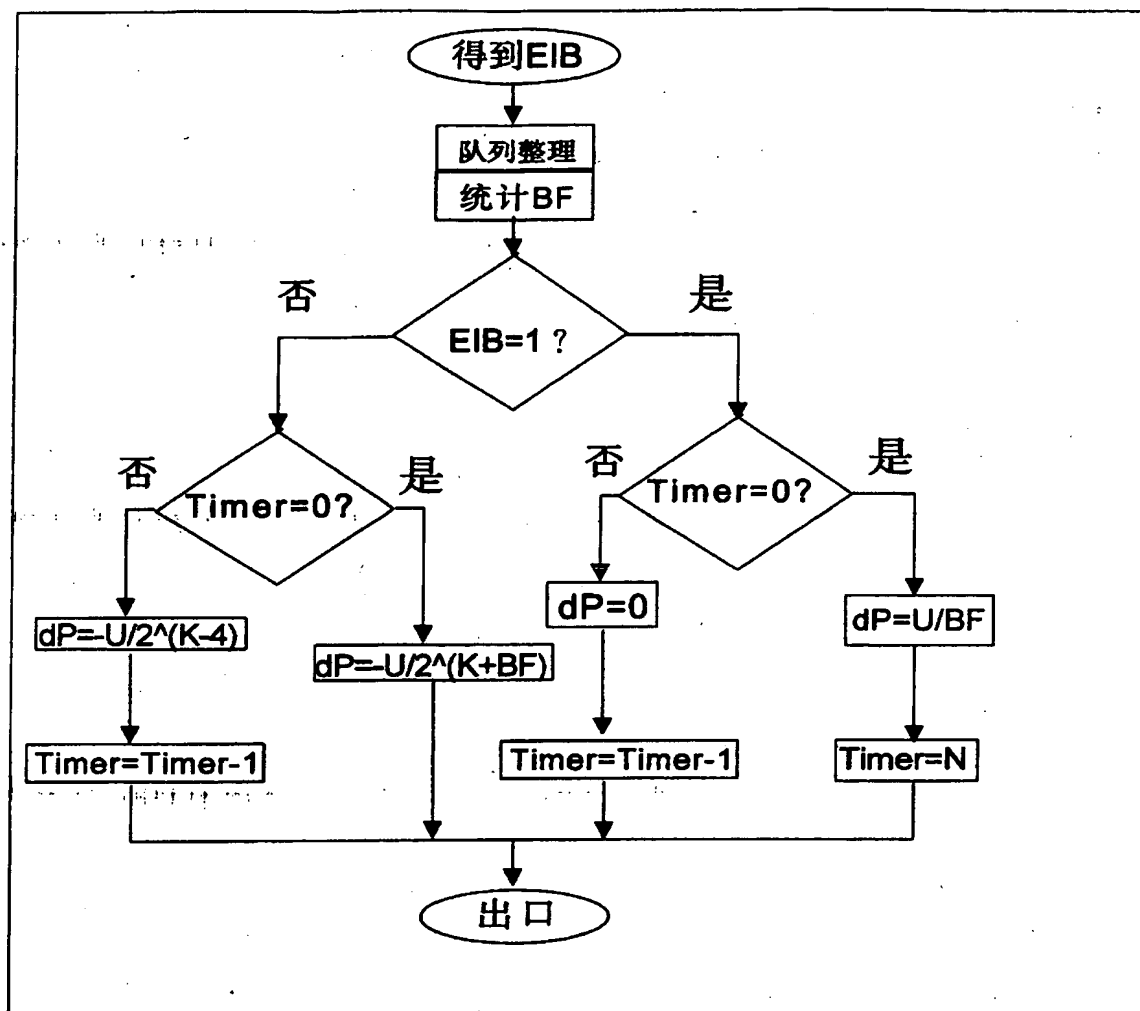 得到EIB
队列整理
统计BF
否
是
EIB=1？
否
是
否
是
Timer=0?
Timer=0?
dP=-U/2^(K-4)
dP=-U/2^(K+BF)
dP=0
dP=U/BF
Timer=Timer-1
Timer=Timer-1
Timer=N
出口